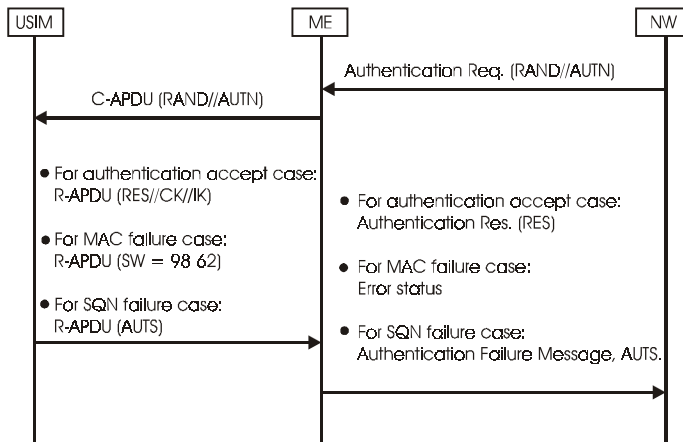 USIM
ME
NW
Authentication Req. (RAND//AUTN)
C-APDU (RAND//AUTN)
● For authentication accept case:
R-APDU (RES//CK//IK)
● For MAC failure case:
R-APDU (SW = 98 62)
● For SQN failure case:
R-APDU (AUTS)
● For authentication accept case:
Authentication Res. (RES)
● For MAC failure case:
Error status
● For SQN failure case:
Authentication Failure Message, AUTS.